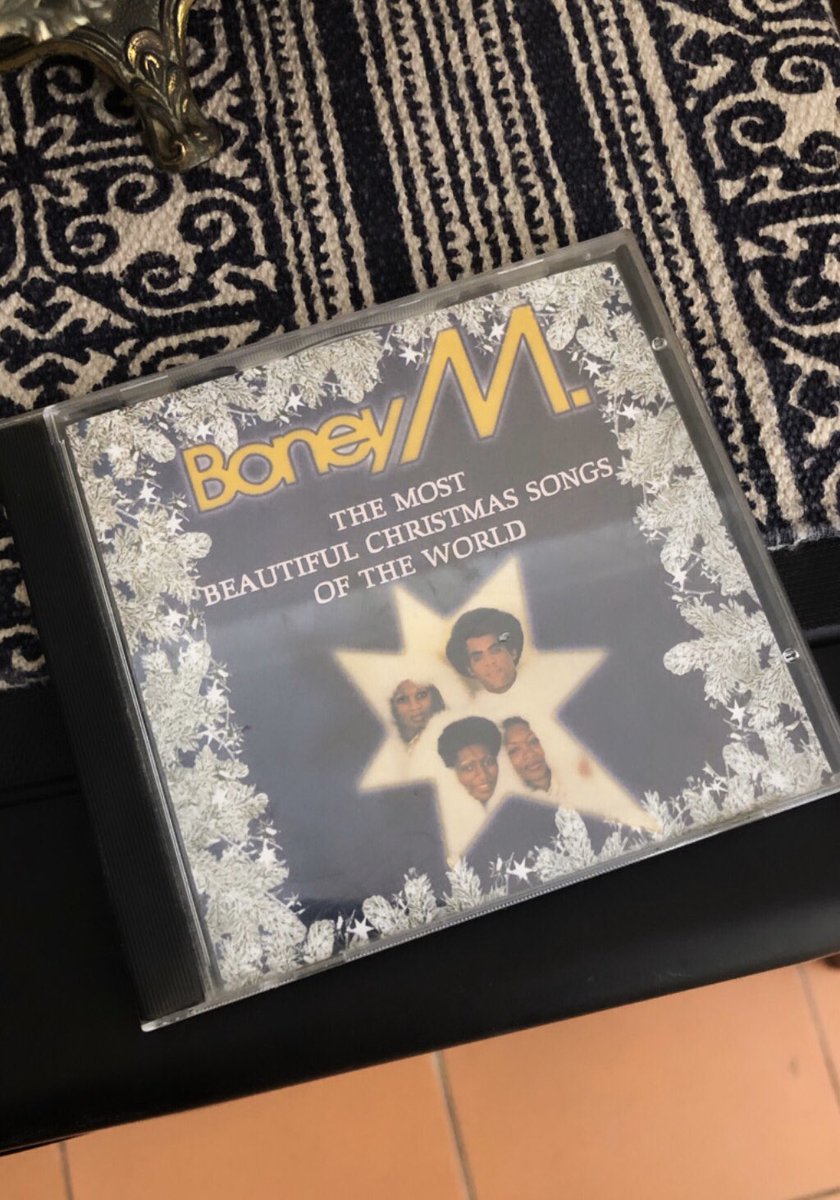 Boney M.
THE MOST
BEAUTIFUL CHRISTMAS SONGS
OF THE WORLD